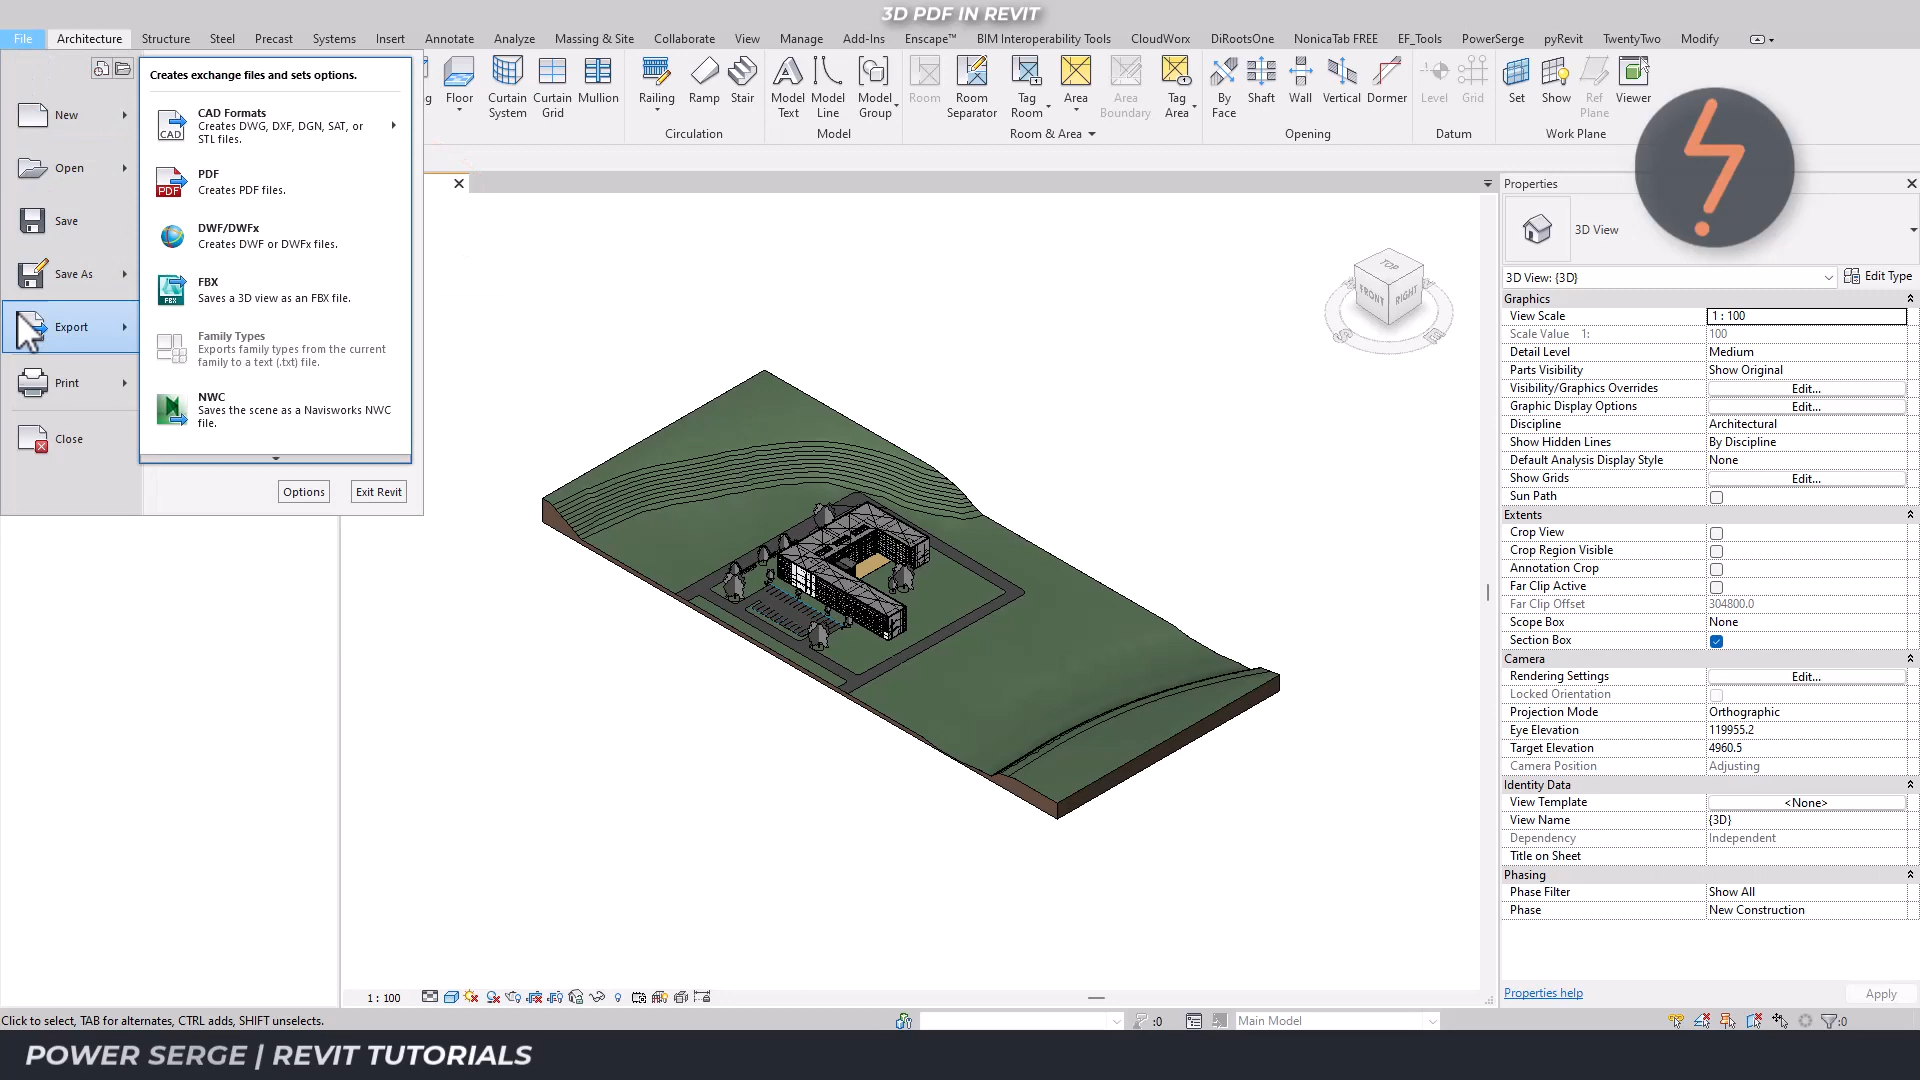 3D PDF IN REVIT
File Architecture Structure Steel Precast Systems Insert Annotate Analyze Massing & Site Collaborate View Manage Add-Ins Enscape™ BIM Interoperability Tools CloudWorx DiRootsOne NonicaTab FREE EF_Tools PowerSerge pyRevit TwentyTwo Modify
New
Open
Save
Save As
Export
Print
Close
Creates exchange files and sets options.
CAD
CAD Formats
Creates DWG, DXF, DGN, SAT, or
STL files.
PDF
PDF
Creates PDF files.
DWF/DWFx
Creates DWF or DWFx files.
FBX
FBX
Saves a 3D view as an FBX file.
Family Types
Exports family types from the current
family to a text (.txt) file.
NWC
Saves the scene as a Navisworks NWC
file.
Options Exit Revit
Floor
Curtain
System
Curtain
Grid
Mullion
Railing
Ramp
Stair
Circulation
Model
Text
Model
Line
Model
Group
Model
Room
Room
Separator
Tag
Room
Area
Area
Boundary
Tag
Area
Room & Area
By
Face
Shaft
Wall
Vertical
Dormer
Opening
Level
Grid
Datum
Set
Show
Ref
Plane
Viewer
Work Plane
TOP
FRONT
RIGHT
S
E
Properties
3D View
3D View: {3D} Edit Type
Graphics
View Scale 1 : 100
Scale Value 1: 100
Detail Level Medium
Parts Visibility Show Original
Visibility/Graphics Overrides Edit...
Graphic Display Options Edit...
Discipline Architectural
Show Hidden Lines By Discipline
Default Analysis Display Style None
Show Grids Edit...
Sun Path
Extents
Crop View
Crop Region Visible
Annotation Crop
Far Clip Active
Far Clip Offset 304800.0
Scope Box None
Section Box
Camera
Rendering Settings Edit...
Locked Orientation
Projection Mode Orthographic
Eye Elevation 119955.2
Target Elevation 4960.5
Camera Position Adjusting
Identity Data
View Template <None>
View Name {3D}
Dependency Independent
Title on Sheet
Phasing
Phase Filter Show All
Phase New Construction
Properties help Apply
1 : 100
Click to select, TAB for alternates, CTRL adds, SHIFT unselects. :0 Main Model :0
POWER SERGE | REVIT TUTORIALS